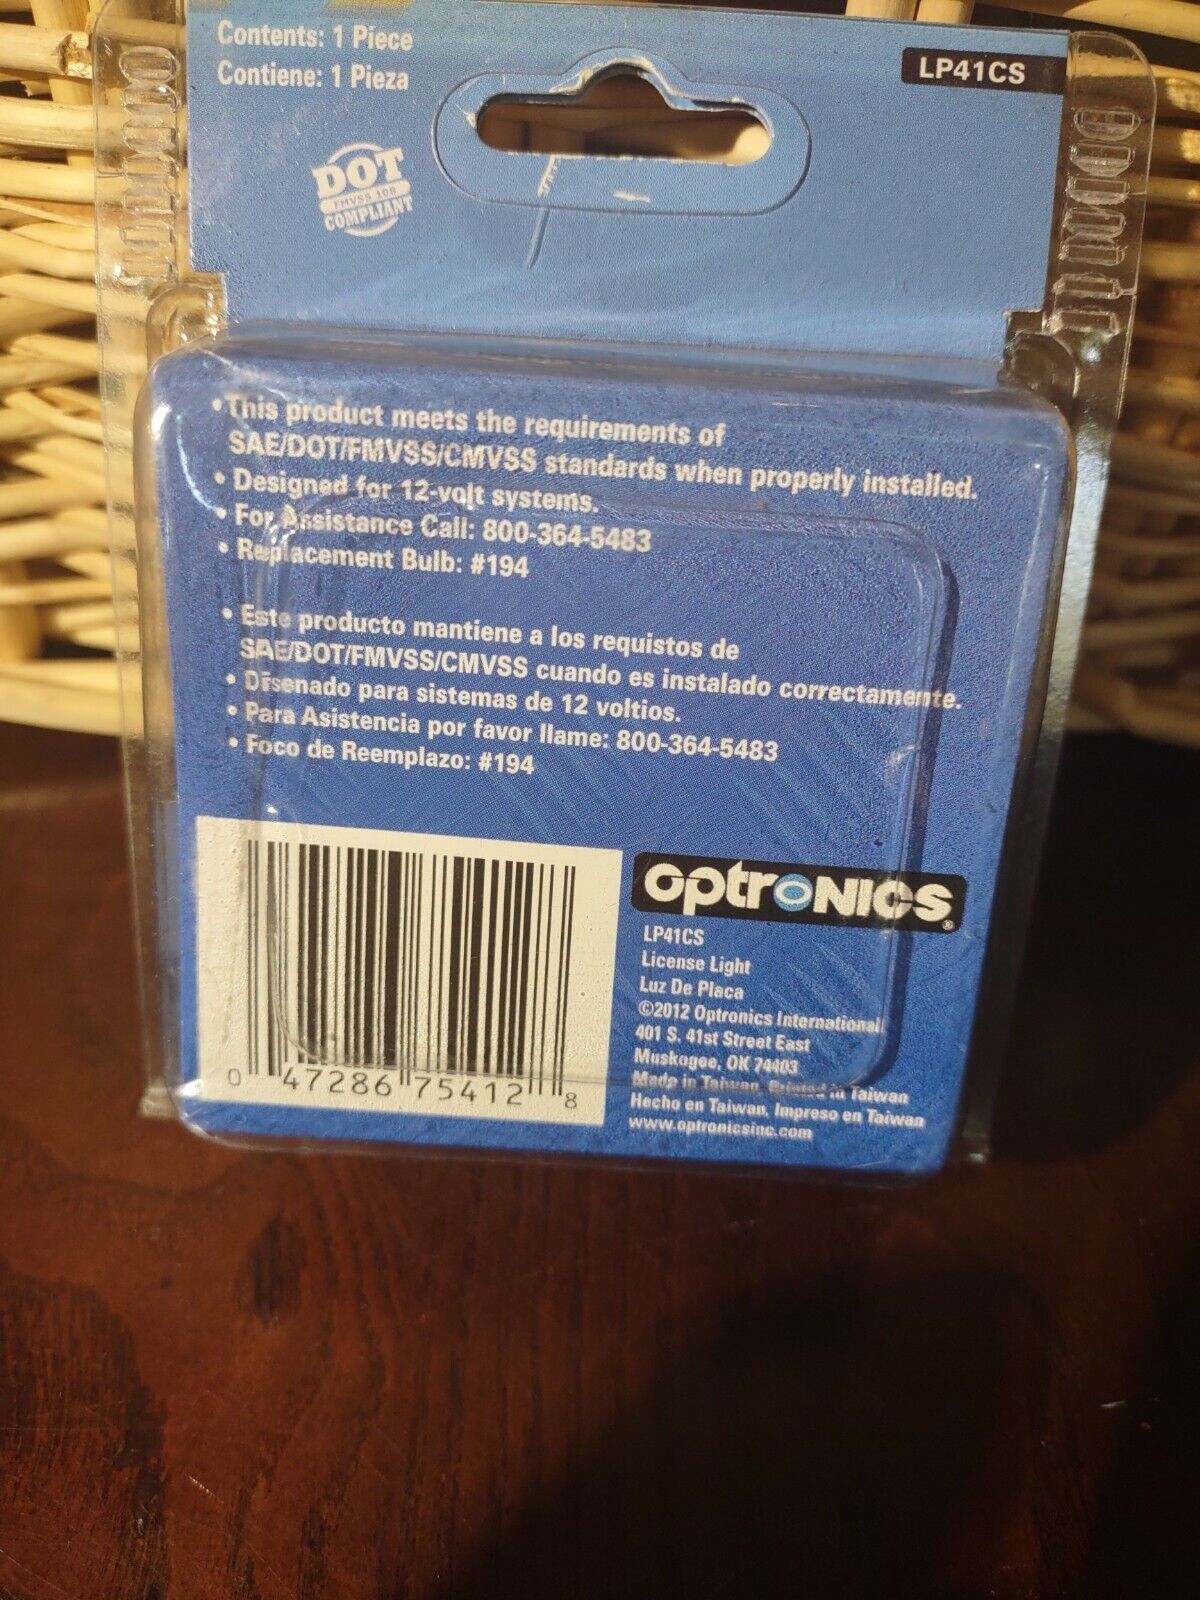 Contents: 1 Piece
Contiene: 1 Pieza
LP41CS
DOT
FMVSS 108
COMPLIANT
•This product meets the requirements of
SAE/DOT/FMVSS/CMVSS standards when properly installed.
• Designed for 12-volt systems.
• For Assistance Call: 800-364-5483
• Replacement Bulb: #194
• Este producto mantiene a los requistos de
SAE/DOT/FMVSS/CMVSS cuando es instalado correctamente.
• Disenado para sistemas de 12 voltios.
• Para Asistencia por favor llame: 800-364-5483
• Foco de Reemplazo: #194
0 47286 75412 8
optronics®
LP41CS
License Light
Luz De Placa
©2012 Optronics International
401 S. 41st Street East
Muskogee, OK 74403
Made in Taiwan. Printed in Taiwan
Hecho en Taiwan. Impreso en Taiwan
www.optronicsinc.com